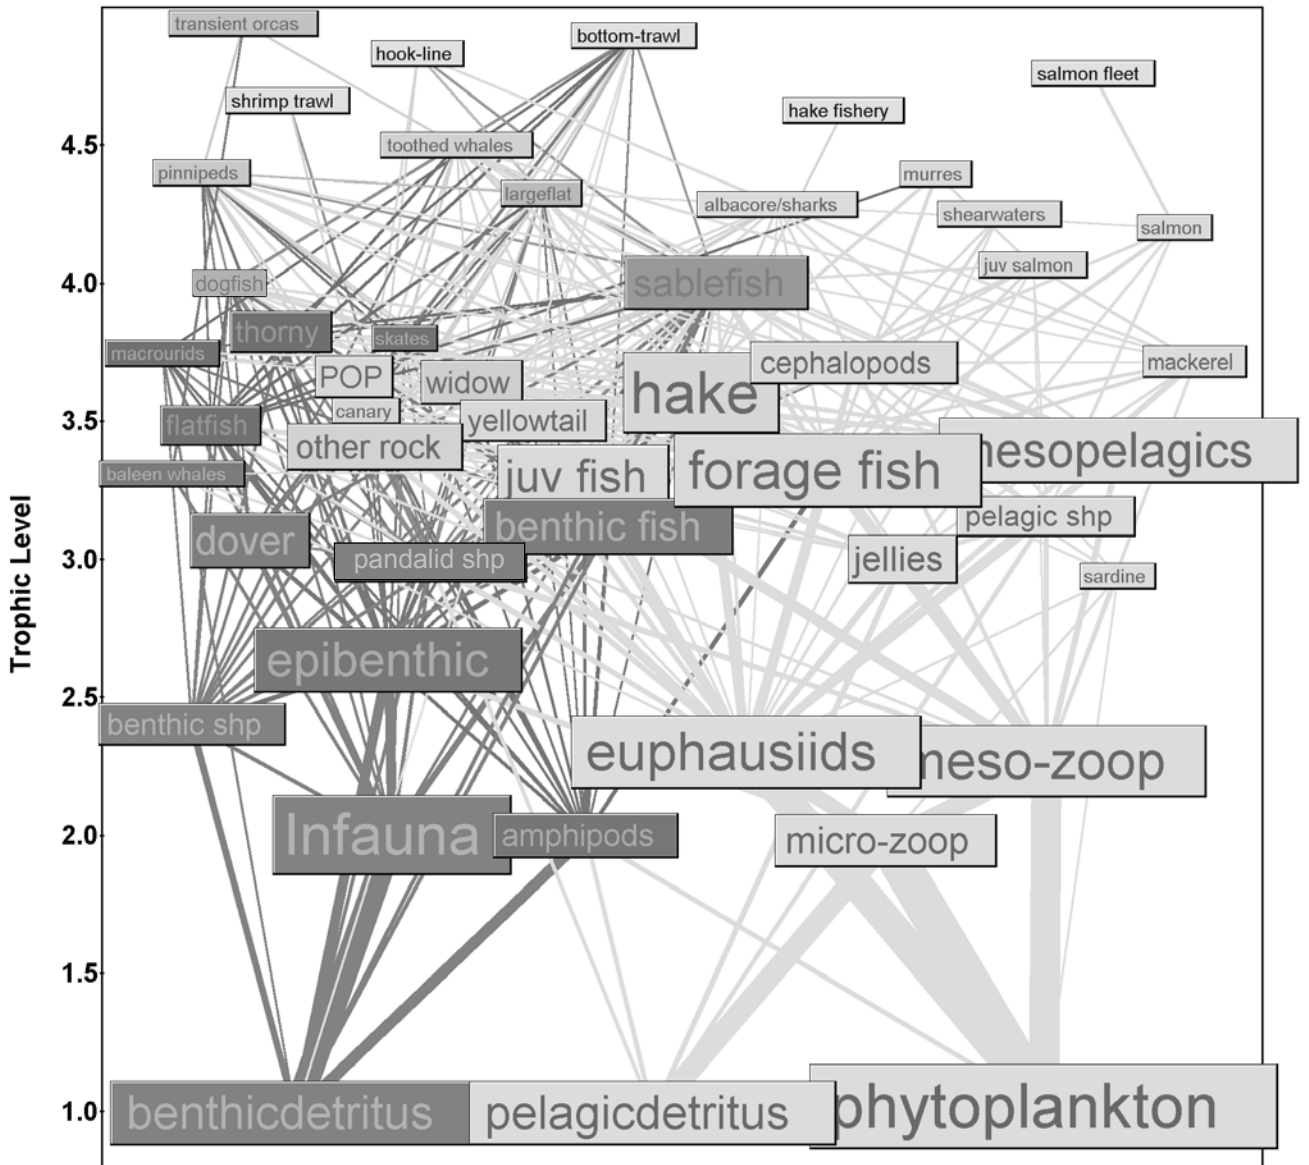 transient orcas
bottom-trawl
hook-line
salmon fleet
shrimp trawl
hake fishery
4.5
toothed whales
pinnipeds
murres
largeflat
albacore/sharks
shearwaters
salmon
juv salmon
4.0
dogfish
sablefish
thorny
skates
macrourids
cephalopods
mackerel
POP
widow
hake
canary
3.5
flatfish
yellowtail
other rock
mesopelagics
baleen whales
juv fish
forage fish
pelagic shp
benthic fish
dover
3.0
pandalid shp
jellies
sardine
Trophic Level
epibenthic
2.5
benthic shp
euphausiids
meso-zoop
Infauna
2.0
amphipods
micro-zoop
1.5
1.0
benthicdetritus
pelagicdetritus
phytoplankton